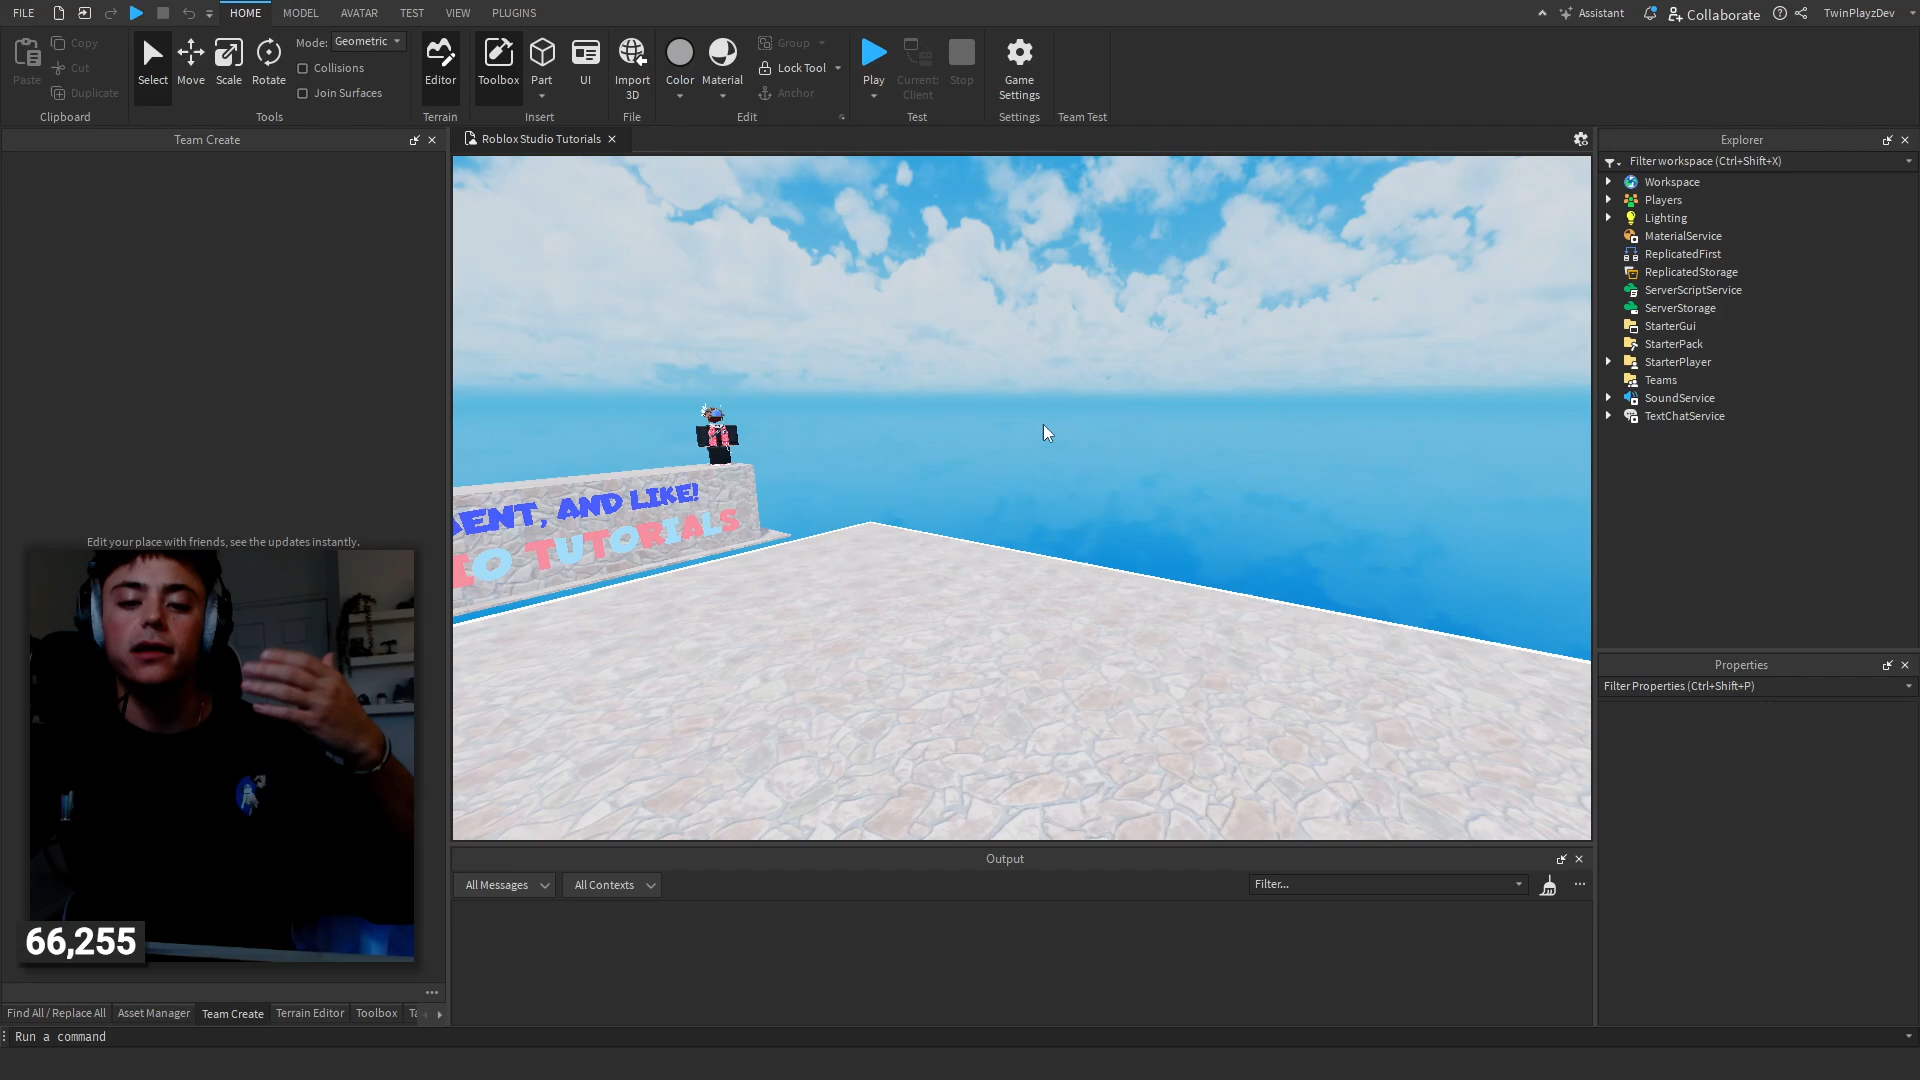 FILE HOME MODEL AVATAR TEST VIEW PLUGINS Assistant Collaborate TwinPlayzDev
Paste Copy Cut Duplicate Clipboard
Select Move Scale Rotate Mode: Geometric Collisions Join Surfaces Tools
Editor Terrain
Toolbox Part UI Insert
Import 3D File
Color Material Group Lock Tool Anchor Edit
Play Current: Client Stop Test
Game Settings Settings
Team Test
Team Create
Roblox Studio Tutorials
Explorer
Filter workspace (Ctrl+Shift+X)
Workspace
Players
Lighting
MaterialService
ReplicatedFirst
ReplicatedStorage
ServerScriptService
ServerStorage
StarterGui
StarterPack
StarterPlayer
Teams
SoundService
TextChatService
ENT, AND LIKE!
IO TUTORIALS
Edit your place with friends, see the updates instantly.
66,255
Properties
Filter Properties (Ctrl+Shift+P)
Output
All Messages All Contexts Filter...
Find All / Replace All Asset Manager Team Create Terrain Editor Toolbox
Run a command